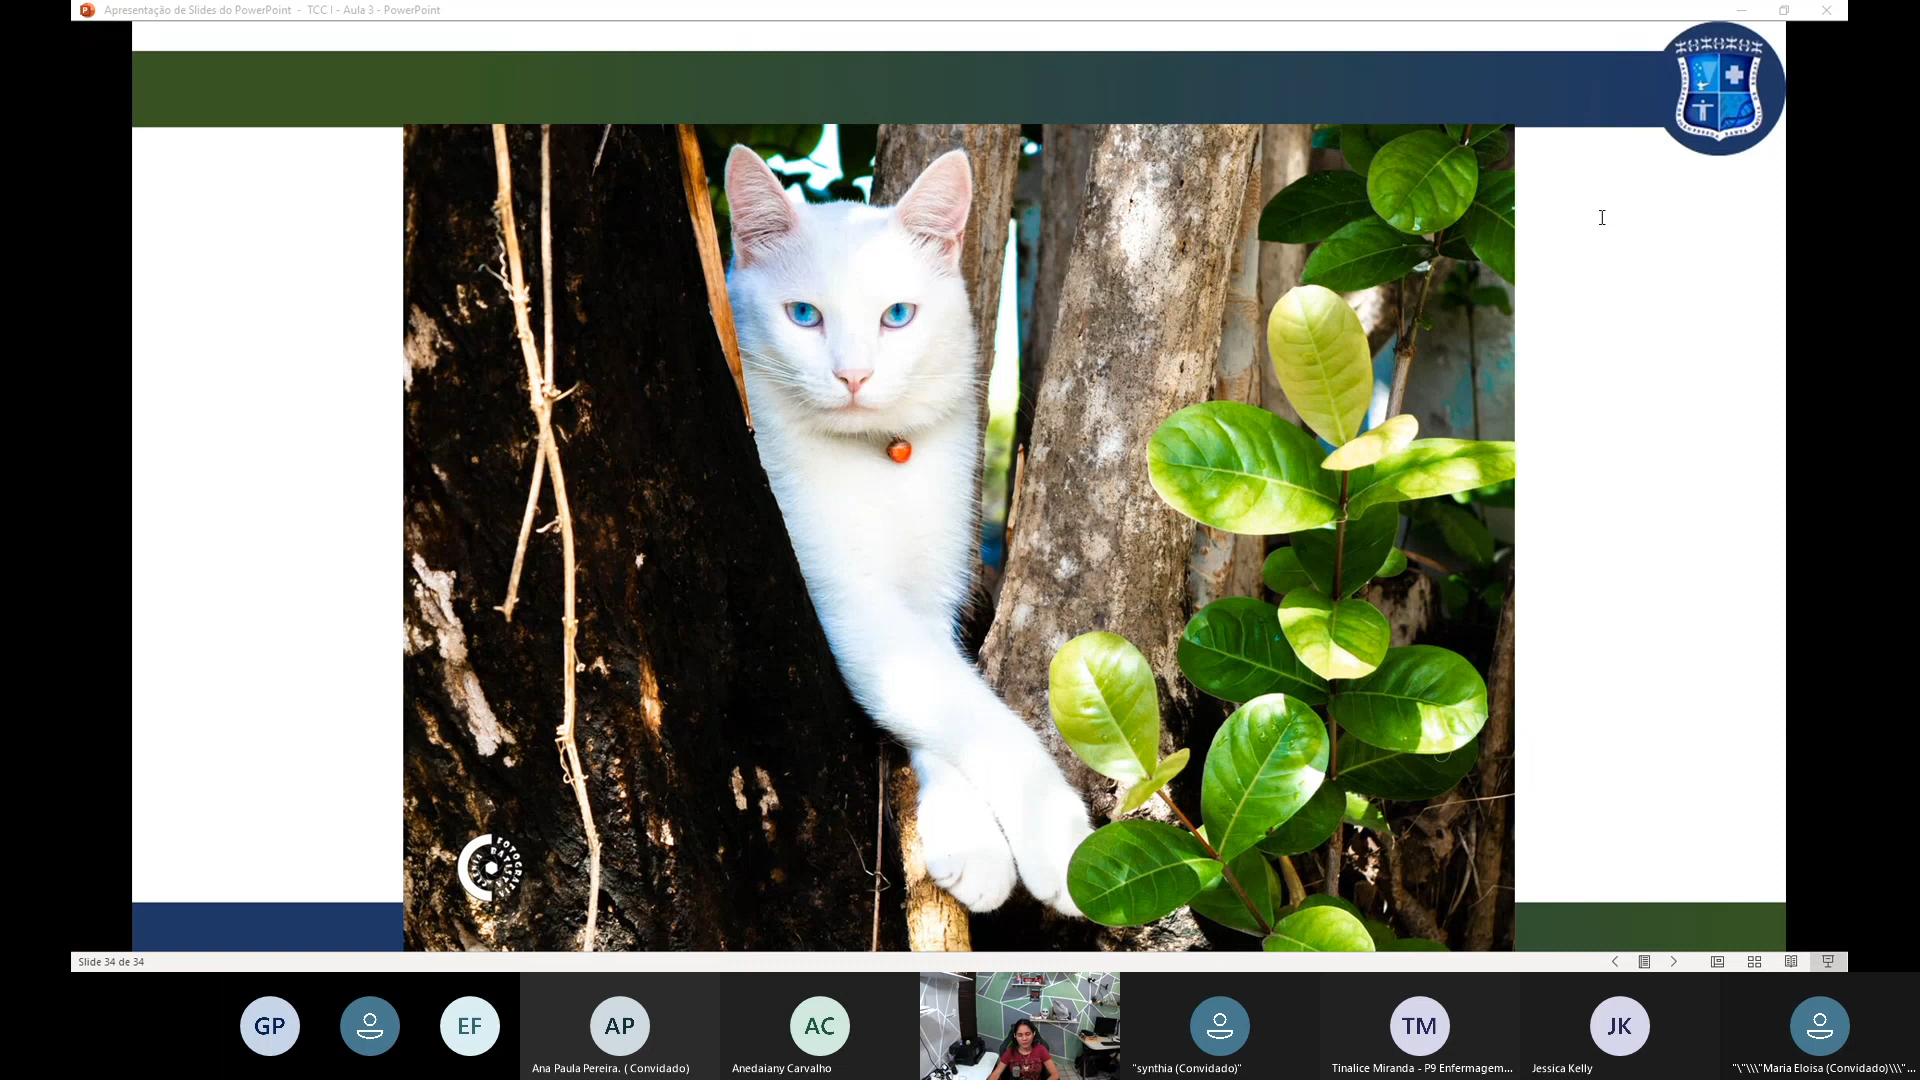 Apresentação de Slides do PowerPoint - TCC I - Aula 3 - PowerPoint
Slide 34 de 34
GP
EF
AP
AC
TM
JK
Ana Paula Pereira. ( Convidado)
Anedaiany Carvalho
"synthia (Convidado)"
Tinalice Miranda - P9 Enfermagem...
Jessica Kelly
"\"\\\"Maria Eloisa (Convidado)\\\"...